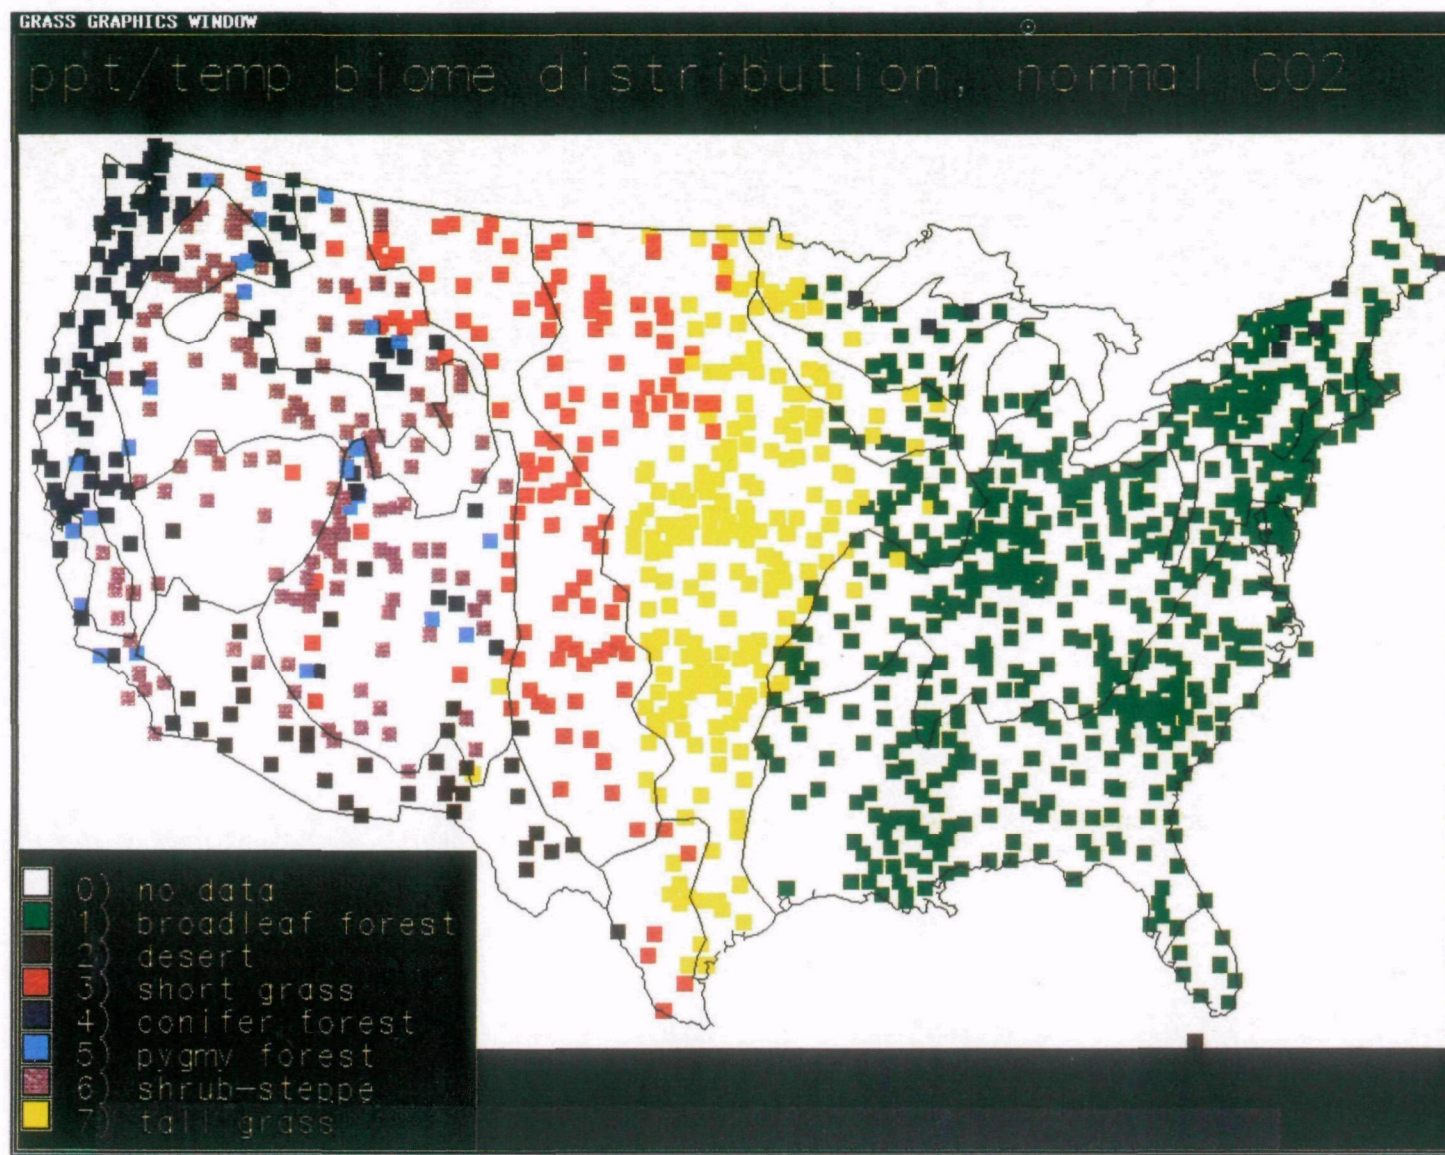 GRASS GRAPHICS WINDOW
ppt/temp biome distribution, normal CO2
0) no data
1) broadleaf forest
2) desert
3) short grass
4) conifer forest
5) pygmy forest
6) shrub-steppe
7) tall grass